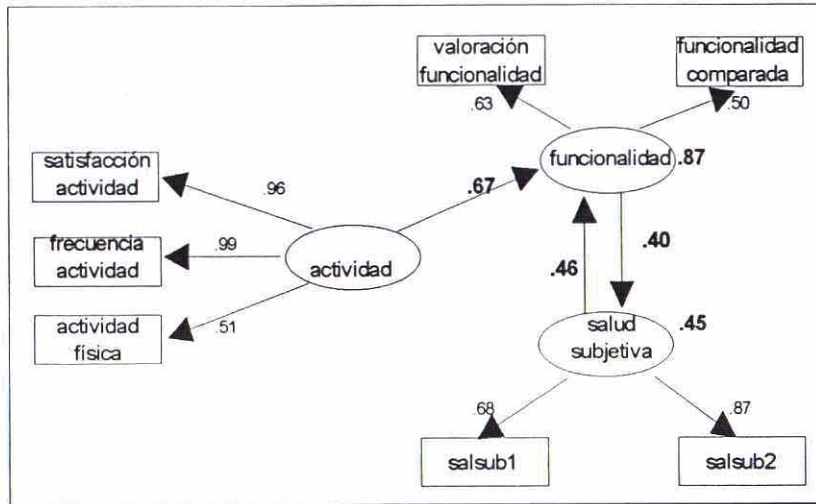 valoración
funcionalidad
funcionalidad
comparada
.63
.50
satisfacción
actividad
.96
.67
funcionalidad
.87
frecuencia
actividad
.99
actividad
.46
.40
actividad
física
.51
salud
subjetiva
.45
.68
.87
salsub1
salsub2